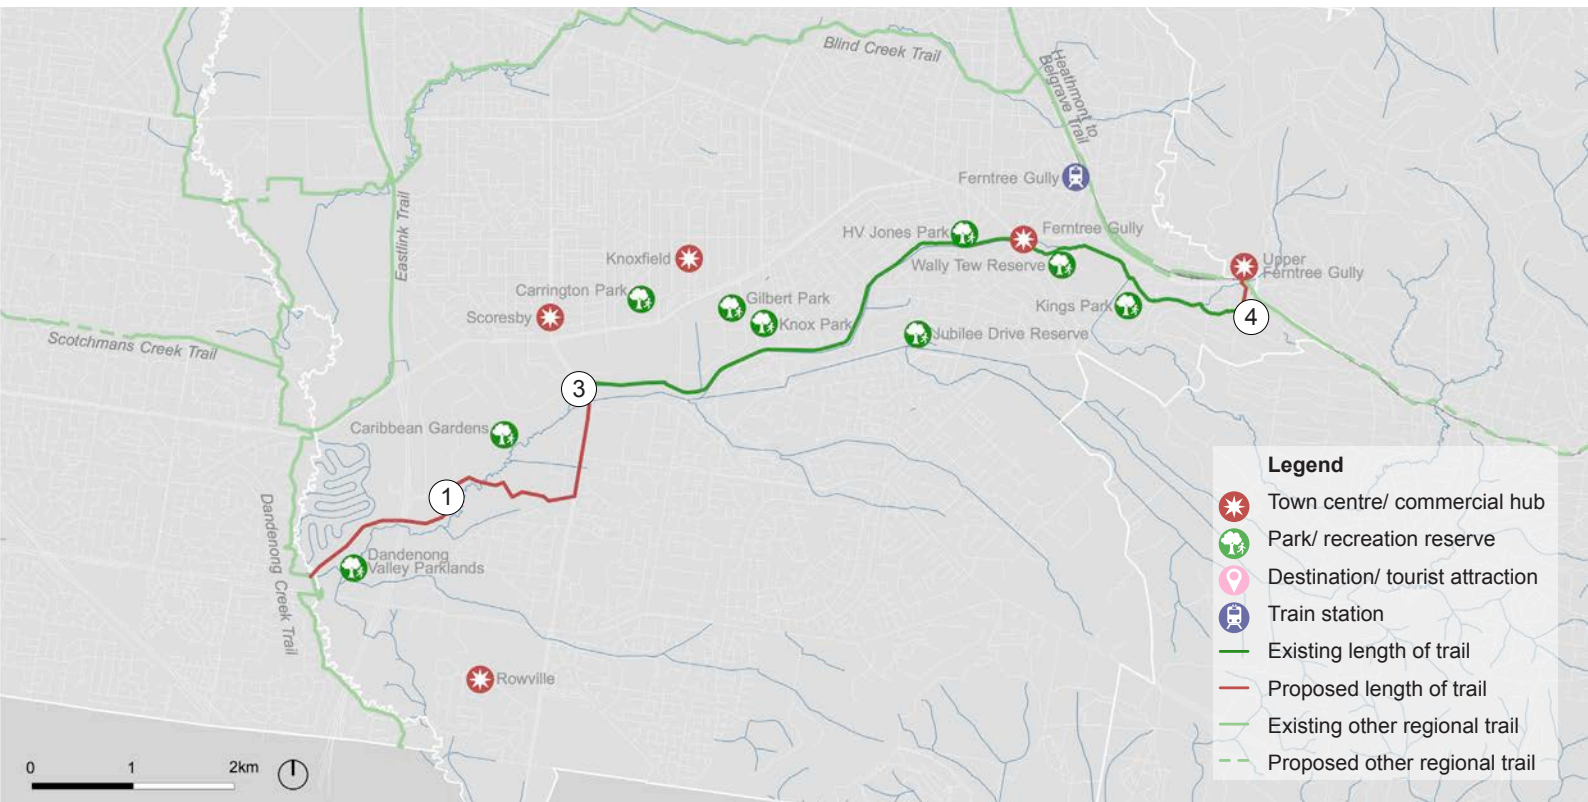 Blind Creek Trail
Heathmont to
Belgrave Trail
Ferntree Gully
Eastlink Trail
HV Jones Park
Ferntree Gully
Knoxfield
Wally Tew Reserve
Upper
Ferntree Gully
Carrington Park
Gilbert Park
Kings Park
Scoresby
Knox Park
4
Jubilee Drive Reserve
Scotchmans Creek Trail
3
Caribbean Gardens
1
Dandenong Creek Trail
Dandenong
Valley Parklands
Rowville
Legend
Town centre/ commercial hub
Park/ recreation reserve
Destination/ tourist attraction
Train station
Existing length of trail
Proposed length of trail
Existing other regional trail
Proposed other regional trail
0 1 2km